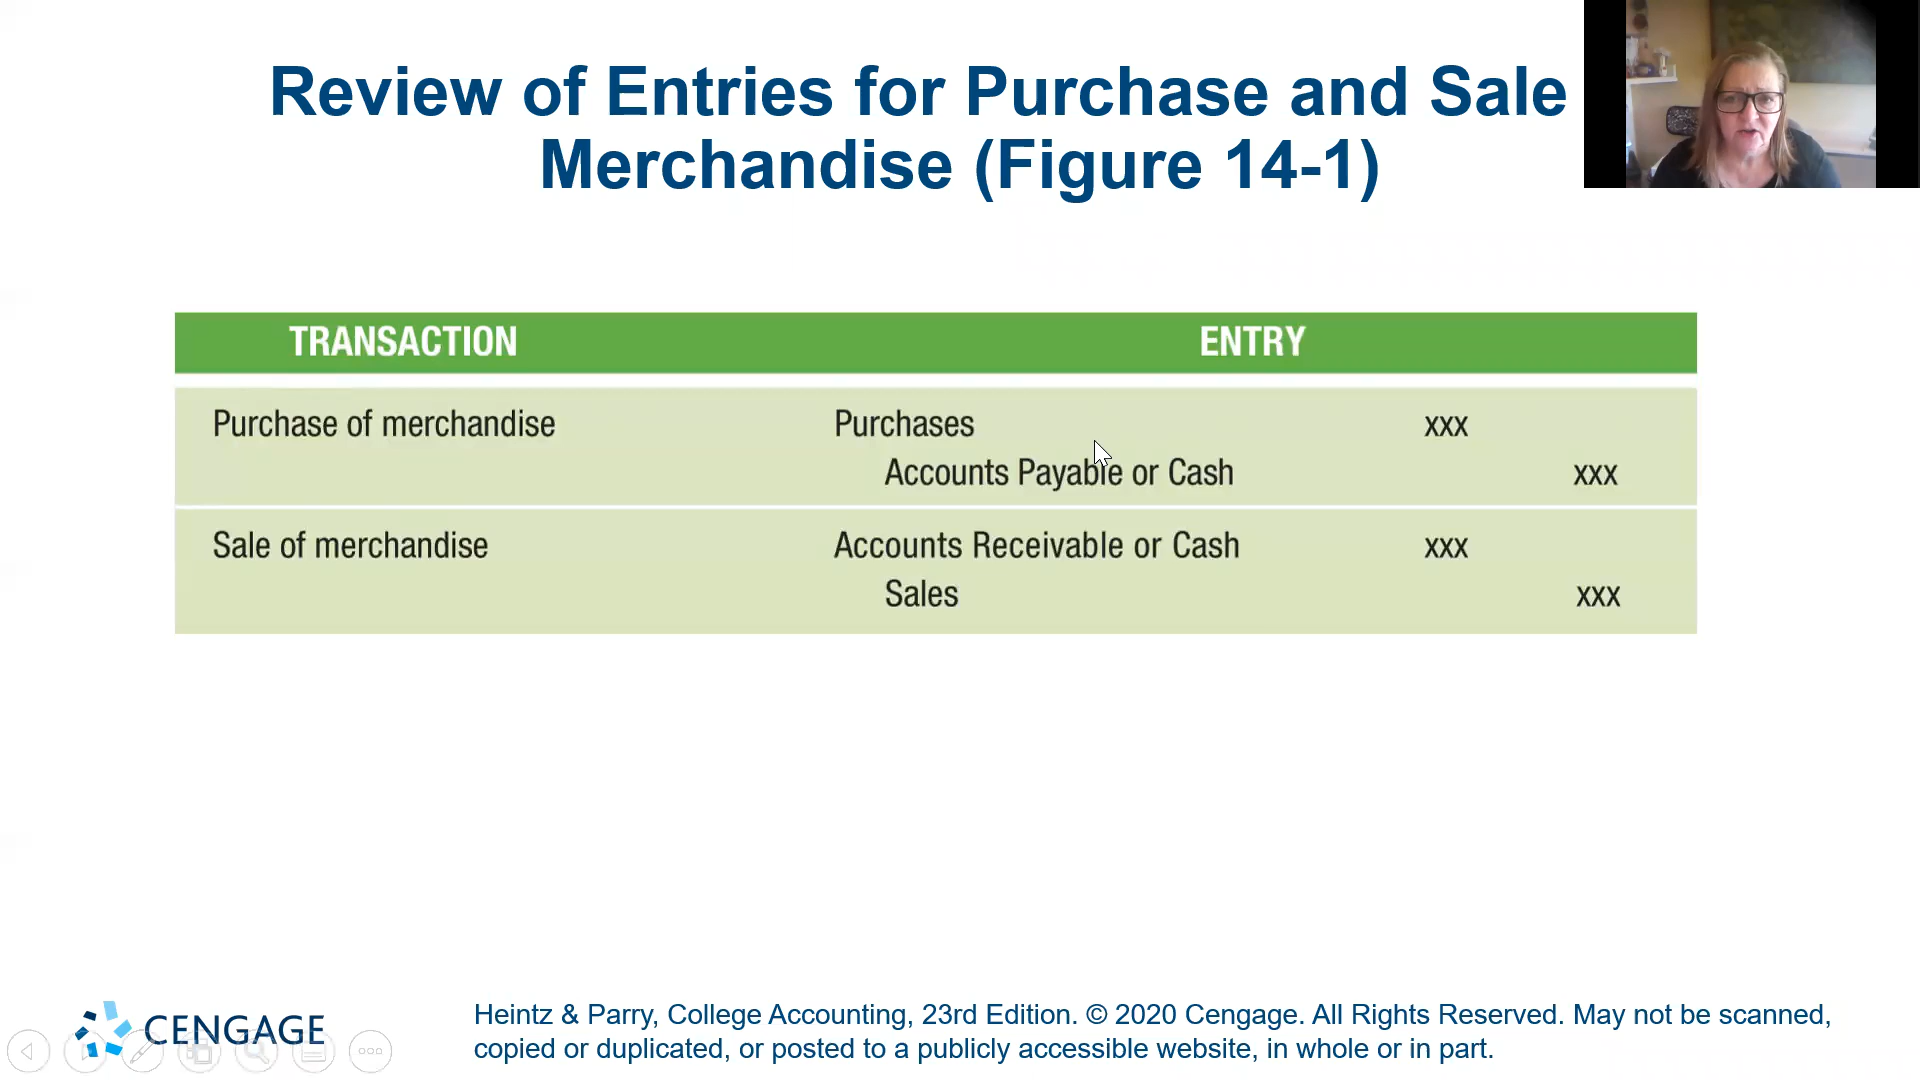 Review of Entries for Purchase and Sale
Merchandise (Figure 14-1)
TRANSACTION ENTRY
Purchase of merchandise Purchases xxx
Accounts Payable or Cash xxx
Sale of merchandise Accounts Receivable or Cash xxx
Sales xxx
CENGAGE
Heintz & Parry, College Accounting, 23rd Edition. © 2020 Cengage. All Rights Reserved. May not be scanned,
copied or duplicated, or posted to a publicly accessible website, in whole or in part.